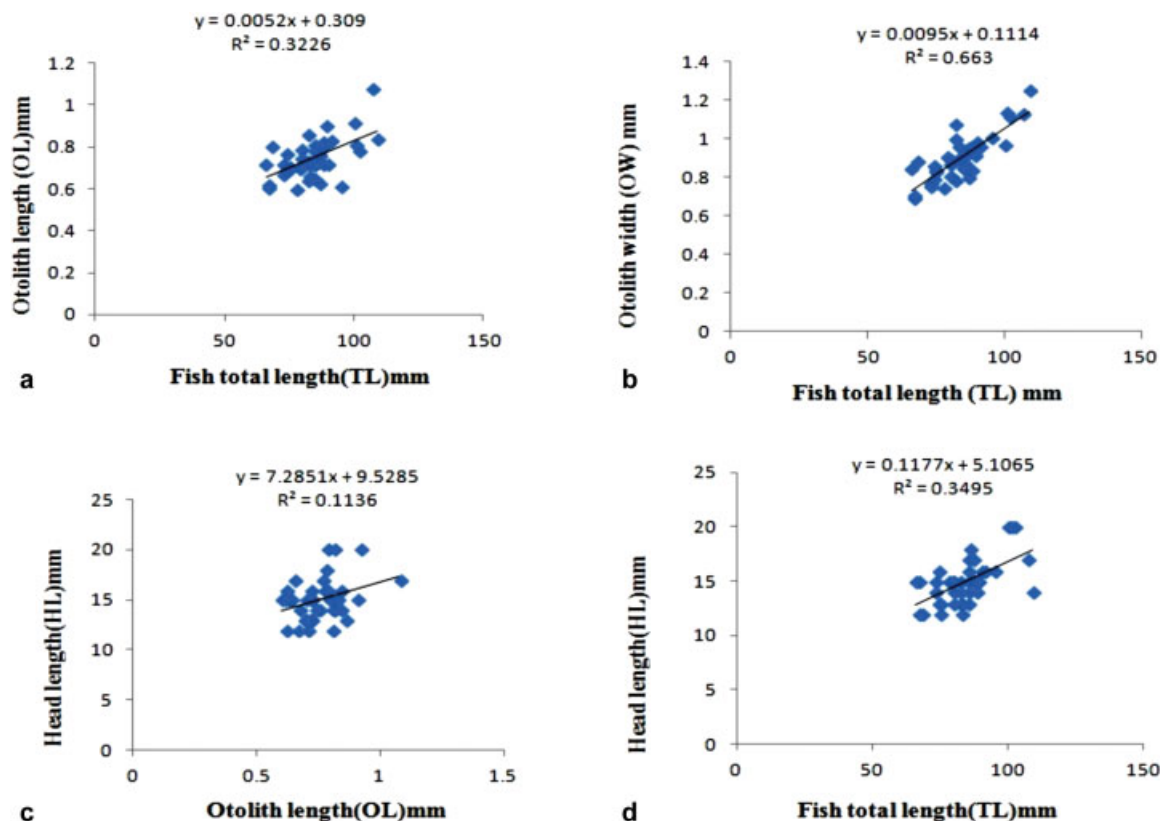 y = 0.0052x + 0.309
R² = 0.3226
1.2
1
0.8
0.6
0.4
0.2
0
0 50 100 150
Otolith length (OL)mm
Fish total length(TL)mm
a
y = 0.0095x + 0.1114
R² = 0.663
1.4
1.2
1
0.8
0.6
0.4
0.2
0
0 50 100 150
Otolith width (OW) mm
Fish total length (TL) mm
b
y = 7.2851x + 9.5285
R² = 0.1136
25
20
15
10
5
0
0 0.5 1 1.5
Head length(HL)mm
Otolith length(OL)mm
c
y = 0.1177x + 5.1065
R² = 0.3495
25
20
15
10
5
0
0 50 100 150
Head length(HL)mm
Fish total length(TL)mm
d